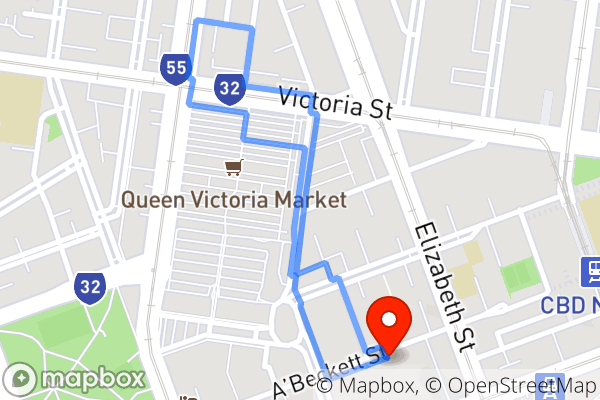 55
32
Victoria St
Queen Victoria Market
Elizabeth St
32
CBD N
A'Beckett St
mapbox
© Mapbox, © OpenStreetMap